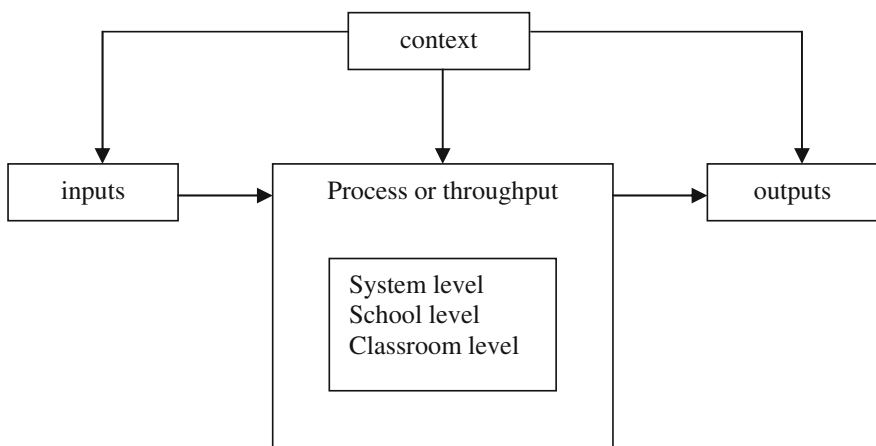 context
inputs
Process or throughput
outputs
System level
School level
Classroom level